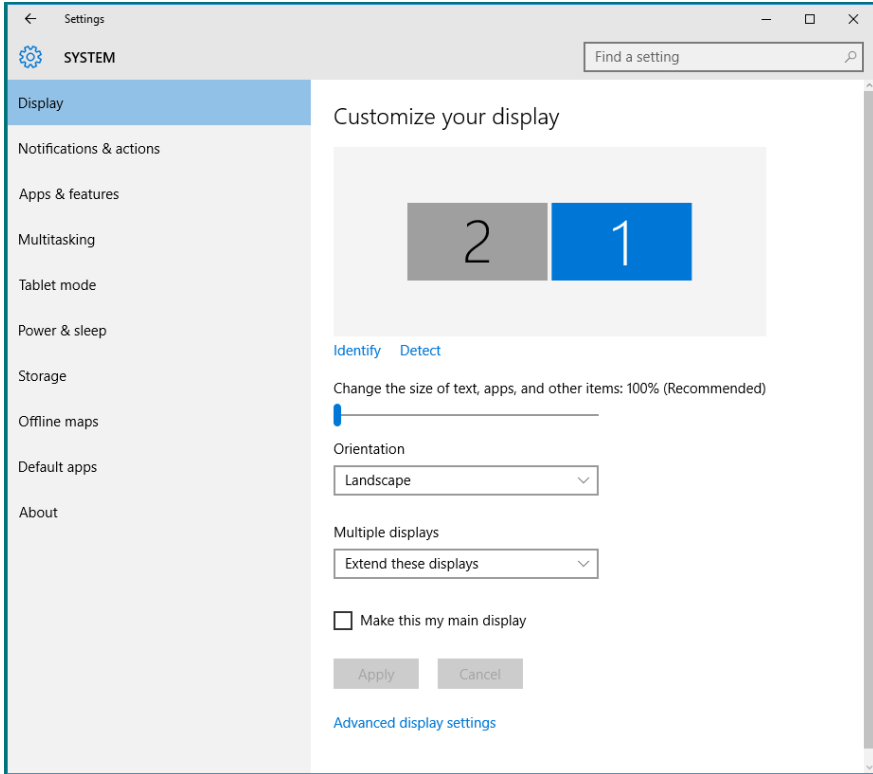 Settings
SYSTEM
Find a setting
Display
Notifications & actions
Apps & features
Multitasking
Tablet mode
Power & sleep
Storage
Offline maps
Default apps
About
Customize your display
2 1
Identify Detect
Change the size of text, apps, and other items: 100% (Recommended)
Orientation
Landscape
Multiple displays
Extend these displays
Make this my main display
Apply Cancel
Advanced display settings